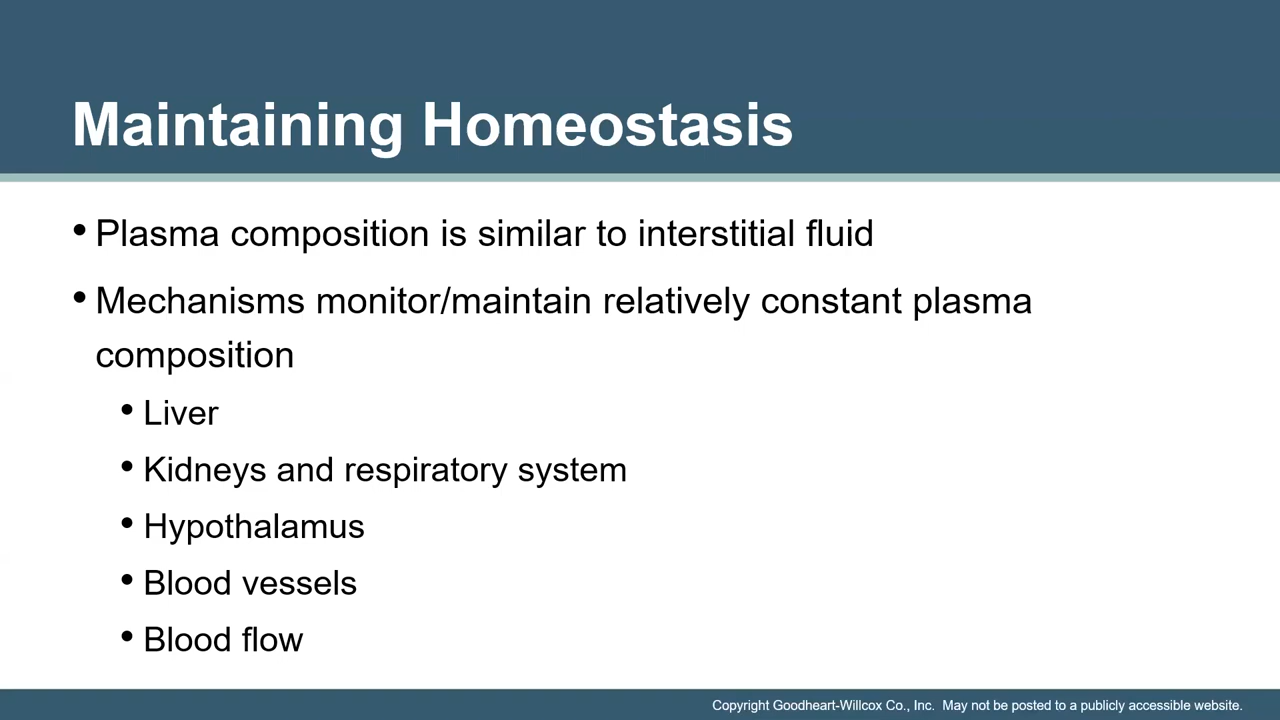 Maintaining Homeostasis
• Plasma composition is similar to interstitial fluid
• Mechanisms monitor/maintain relatively constant plasma
composition
• Liver
• Kidneys and respiratory system
• Hypothalamus
• Blood vessels
• Blood flow
Copyright Goodheart-Willcox Co., Inc.  May not be posted to a publicly accessible website.